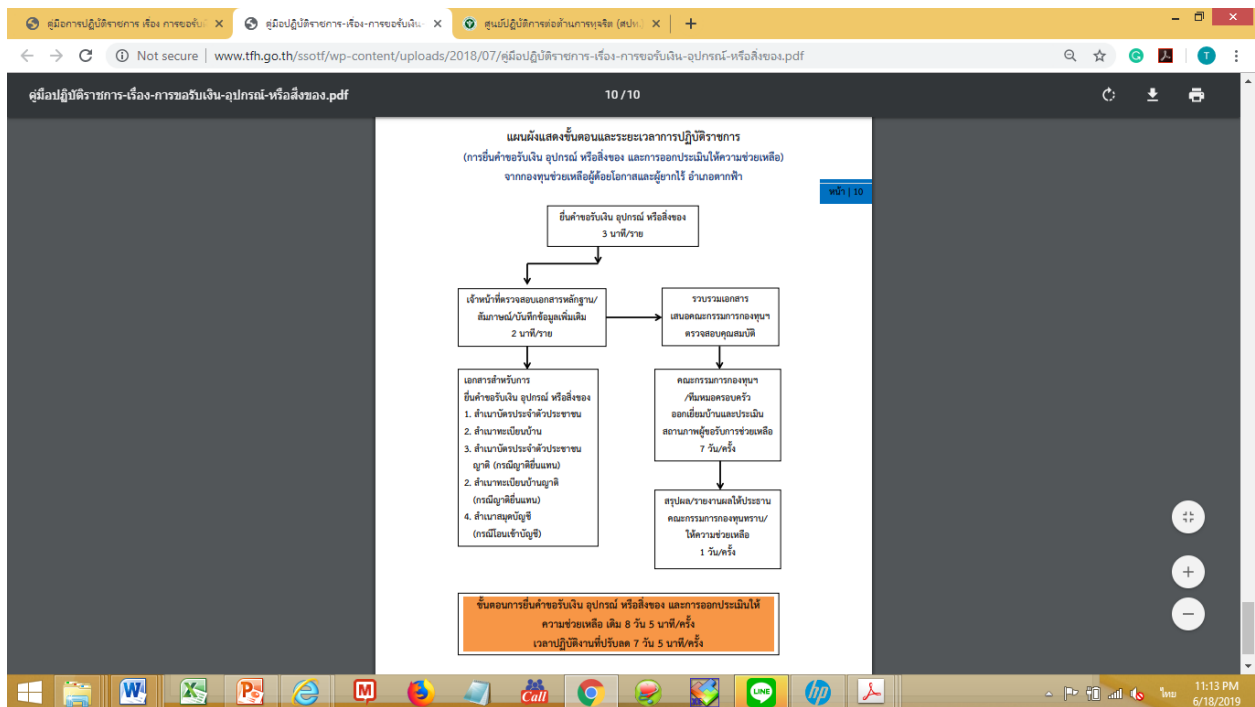 คู่มือการปฏิบัติราชการ เรื่อง การขอรับเ
คู่มือปฏิบัติราชการ-เรื่อง-การขอรับเงิน-
ศูนย์ปฏิบัติการต่อต้านการทุจริต (สปท.
Not secure | www.tfh.go.th/ssotf/wp-content/uploads/2018/07/คู่มือปฏิบัติราชการ-เรื่อง-การขอรับเงิน-อุปกรณ์-หรือสิ่งของ.pdf
T
คู่มือปฏิบัติราชการ-เรื่อง-การขอรับเงิน-อุปกรณ์-หรือสิ่งของ.pdf
10 / 10
แผนผังแสดงขั้นตอนและระยะเวลาการปฏิบัติราชการ
(การยื่นคำขอรับเงิน อุปกรณ์ หรือสิ่งของ และการออกประเมินให้ความช่วยเหลือ)
จากกองทุนช่วยเหลือผู้ด้อยโอกาสและผู้ยากไร้ อำเภอตากฟ้า
หน้า | 10
ยื่นคำขอรับเงิน อุปกรณ์ หรือสิ่งของ
3 นาที/ราย
เจ้าหน้าที่ตรวจสอบเอกสารหลักฐาน/
สัมภาษณ์/บันทึกข้อมูลเพิ่มเติม
2 นาที/ราย
รวบรวมเอกสาร
เสนอคณะกรรมการกองทุนฯ
ตรวจสอบคุณสมบัติ
เอกสารสำหรับการ
ยื่นคำขอรับเงิน อุปกรณ์ หรือสิ่งของ
1. สำเนาบัตรประจำตัวประชาชน
2. สำเนาทะเบียนบ้าน
3. สำเนาบัตรประจำตัวประชาชน
ญาติ (กรณีญาติยื่นแทน)
2. สำเนาทะเบียนบ้านญาติ
(กรณีญาติยื่นแทน)
4. สำเนาสมุดบัญชี
(กรณีโอนเข้าบัญชี)
คณะกรรมการกองทุนฯ
/ทีมหมอครอบครัว
ออกเยี่ยมบ้านและประเมิน
สถานภาพผู้ขอรับการช่วยเหลือ
7 วัน/ครั้ง
สรุปผล/รายงานผลให้ประธาน
คณะกรรมการกองทุนทราบ/
ให้ความช่วยเหลือ
1 วัน/ครั้ง
ขั้นตอนการยื่นคำขอรับเงิน อุปกรณ์ หรือสิ่งของ และการออกประเมินให้
ความช่วยเหลือ เดิม 8 วัน 5 นาที/ครั้ง
เวลาปฏิบัติงานที่ปรับลด 7 วัน 5 นาที/ครั้ง
Call
LINE
hp
ไทย
11:13 PM
6/18/2019